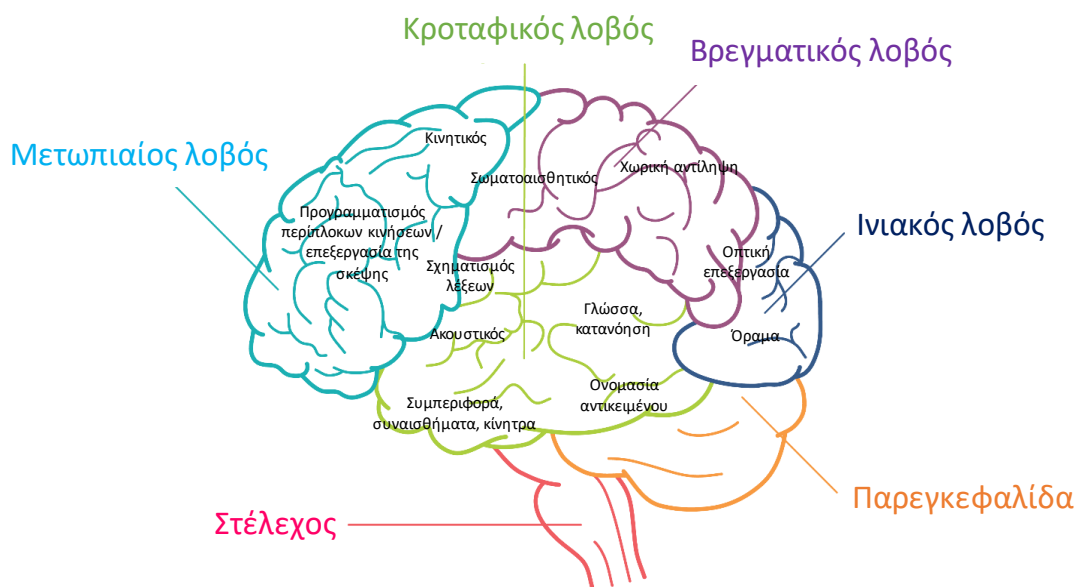 Κροταφικός λοβός
Βρεγματικός λοβός
Μετωπιαίος λοβός
Κινητικός
Σωματοαισθητικός
Χωρική αντίληψη
Προγραμματισμός
περίπλοκων κινήσεων /
επεξεργασία της
σκέψης
Ινιακός λοβός
Σχηματισμός
λέξεων
Οπτική
επεξεργασία
Ακουστικός
Γλώσσα,
κατανόηση
Όραμα
Συμπεριφορά,
συναισθήματα, κίνητρα
Ονομασία
αντικειμένου
Παρεγκεφαλίδα
Στέλεχος